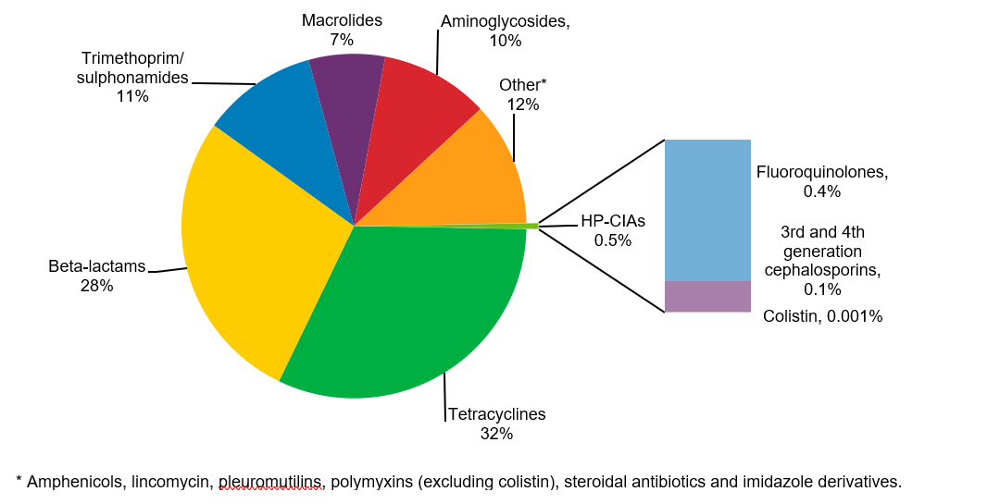 Macrolides
7%
Aminoglycosides,
10%
Trimethoprim/
sulphonamides
11%
Other*
12%
Fluoroquinolones,
0.4%
HP-CIAs
0.5%
3rd and 4th
generation
cephalosporins,
0.1%
Colistin, 0.001%
Beta-lactams
28%
Tetracyclines
32%
* Amphenicols, lincomycin, pleuromutilins, polymyxins (excluding colistin), steroidal antibiotics and imidazole derivatives.